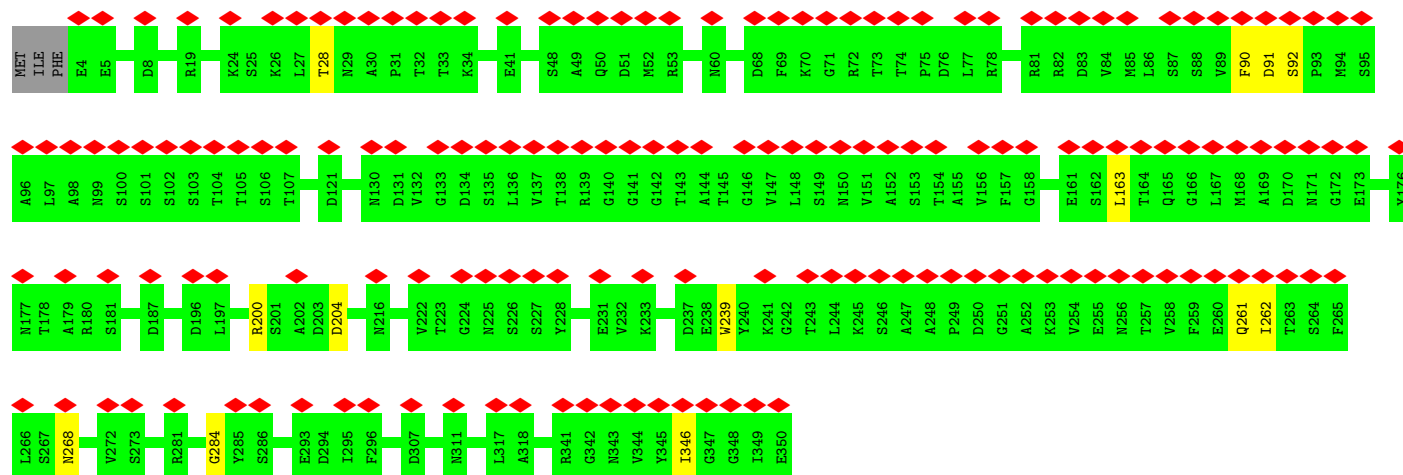 MET ILE PHE E4 E5 D8 R19 K24 S25 K26 L27 T28 N29 A30 P31 T32 T33 K34 E41 S48 A49 Q50 D51 M52 R53 N60 D68 F69 K70 G71 R72 T73 T74 P75 D76 L77 R78 R81 R82 D83 V84 M85 L86 S87 S88 V89 F90 D91 S92 P93 M94 S95
A96 L97 A98 N99 S100 S101 S102 S103 T104 T105 S106 T107 D121 N130 D131 V132 G133 D134 S135 L136 V137 T138 R139 G140 G141 G142 T143 A144 T145 G146 V147 L148 S149 N150 V151 A152 S153 T154 A155 V156 F157 G158 E161 S162 L163 T164 Q165 G166 L167 M168 A169 D170 N171 G172 E173 Y176
N177 T178 A179 R180 S181 D187 D196 L197 R200 S201 A202 D203 D204 N216 V222 T223 G224 N225 S226 S227 Y228 E231 V232 K233 D237 E238 W239 Y240 K241 G242 T243 L244 K245 S246 A247 A248 P249 D250 G251 A252 K253 V254 E255 N256 T257 V258 F259 E260 Q261 I262 T263 S264 F265
L266 S267 N268 V272 S273 R281 G284 Y285 S286 E293 D294 I295 F296 D307 N311 L317 A318 R341 G342 N343 V344 Y345 I346 G347 G348 I349 E350